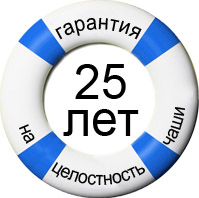 гарантия
25
лет
на целостность чаши